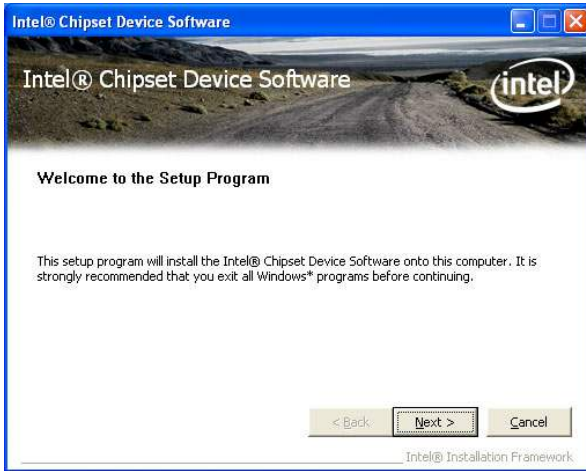 Intel® Chipset Device Software
Intel® Chipset Device Software
intel
Welcome to the Setup Program
This setup program will install the Intel® Chipset Device Software onto this computer. It is
strongly recommended that you exit all Windows* programs before continuing.
< Back
Next >
Cancel
Intel® Installation Framework